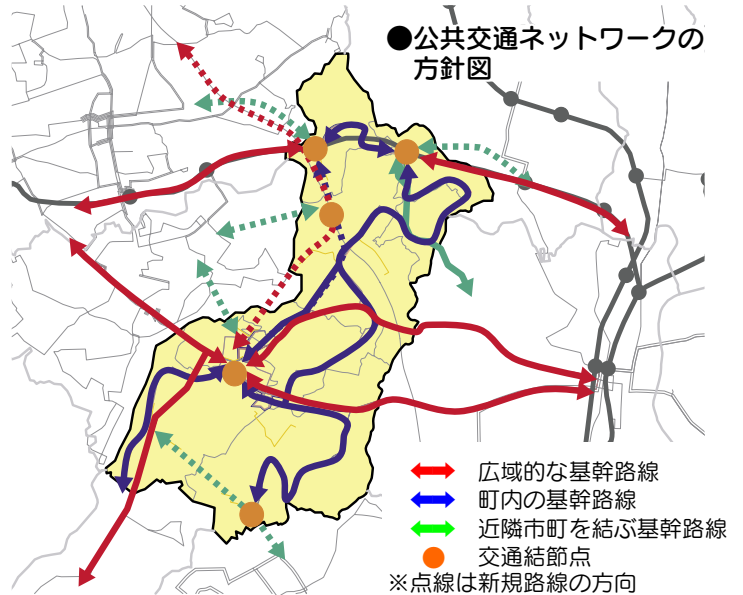 ●公共交通ネットワークの
方針図
広域的な基幹路線
町内の基幹路線
近隣市町を結ぶ基幹路線
交通結節点
※点線は新規路線の方向